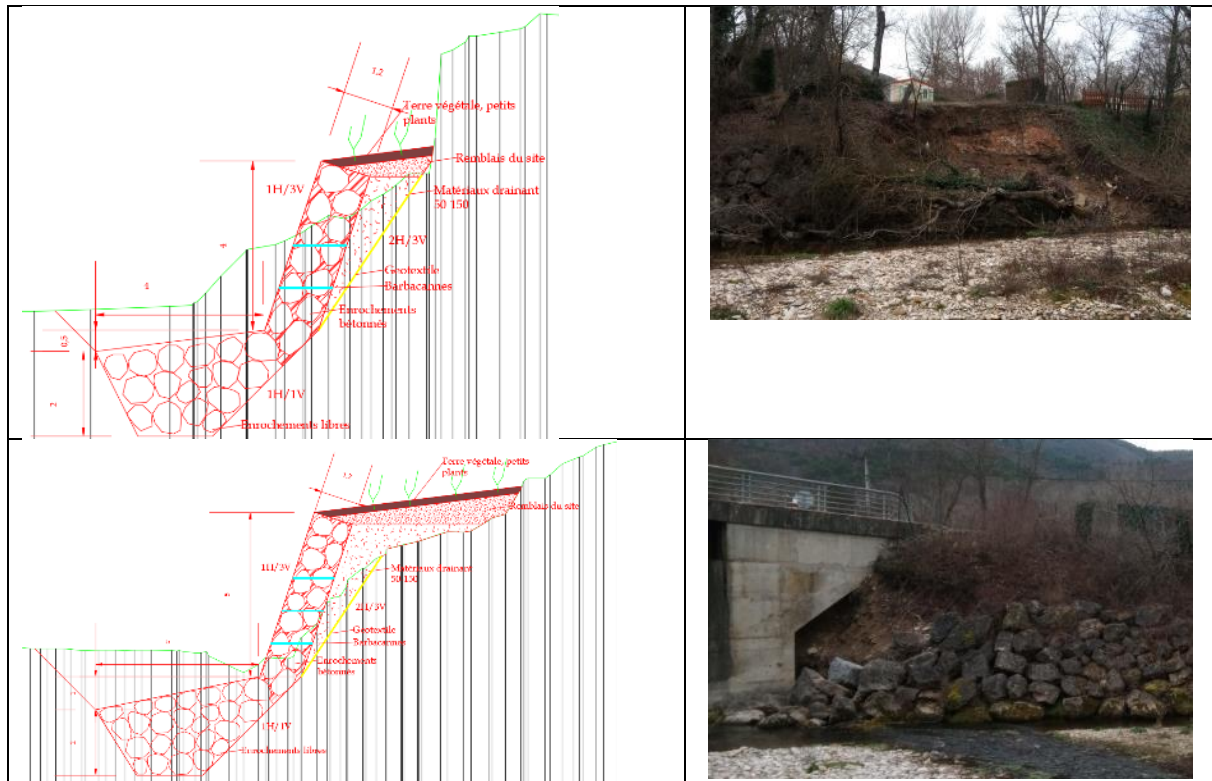 1,2
Terre végétale, petits
plants
Remblais du site
1H/3V
Matériaux drainant
50 150
2H/3V
4
4
Géotextile
Barbacannes
Enrochements
bétonnés
0,5
2
1H/1V
Enrochements libres
Terre végétale, petits
plants
1,2
Remblais du site
1H/3V
Matériaux drainant
50 150
2H/3V
Géotextile
Barbacannes
Enrochements
bétonnés
1H/1V
Enrochements libres